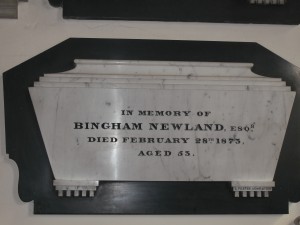 IN MEMORY OF
BINGHAM NEWLAND, ESQ.
DIED FEBRUARY 28TH 1873.
AGED 55.